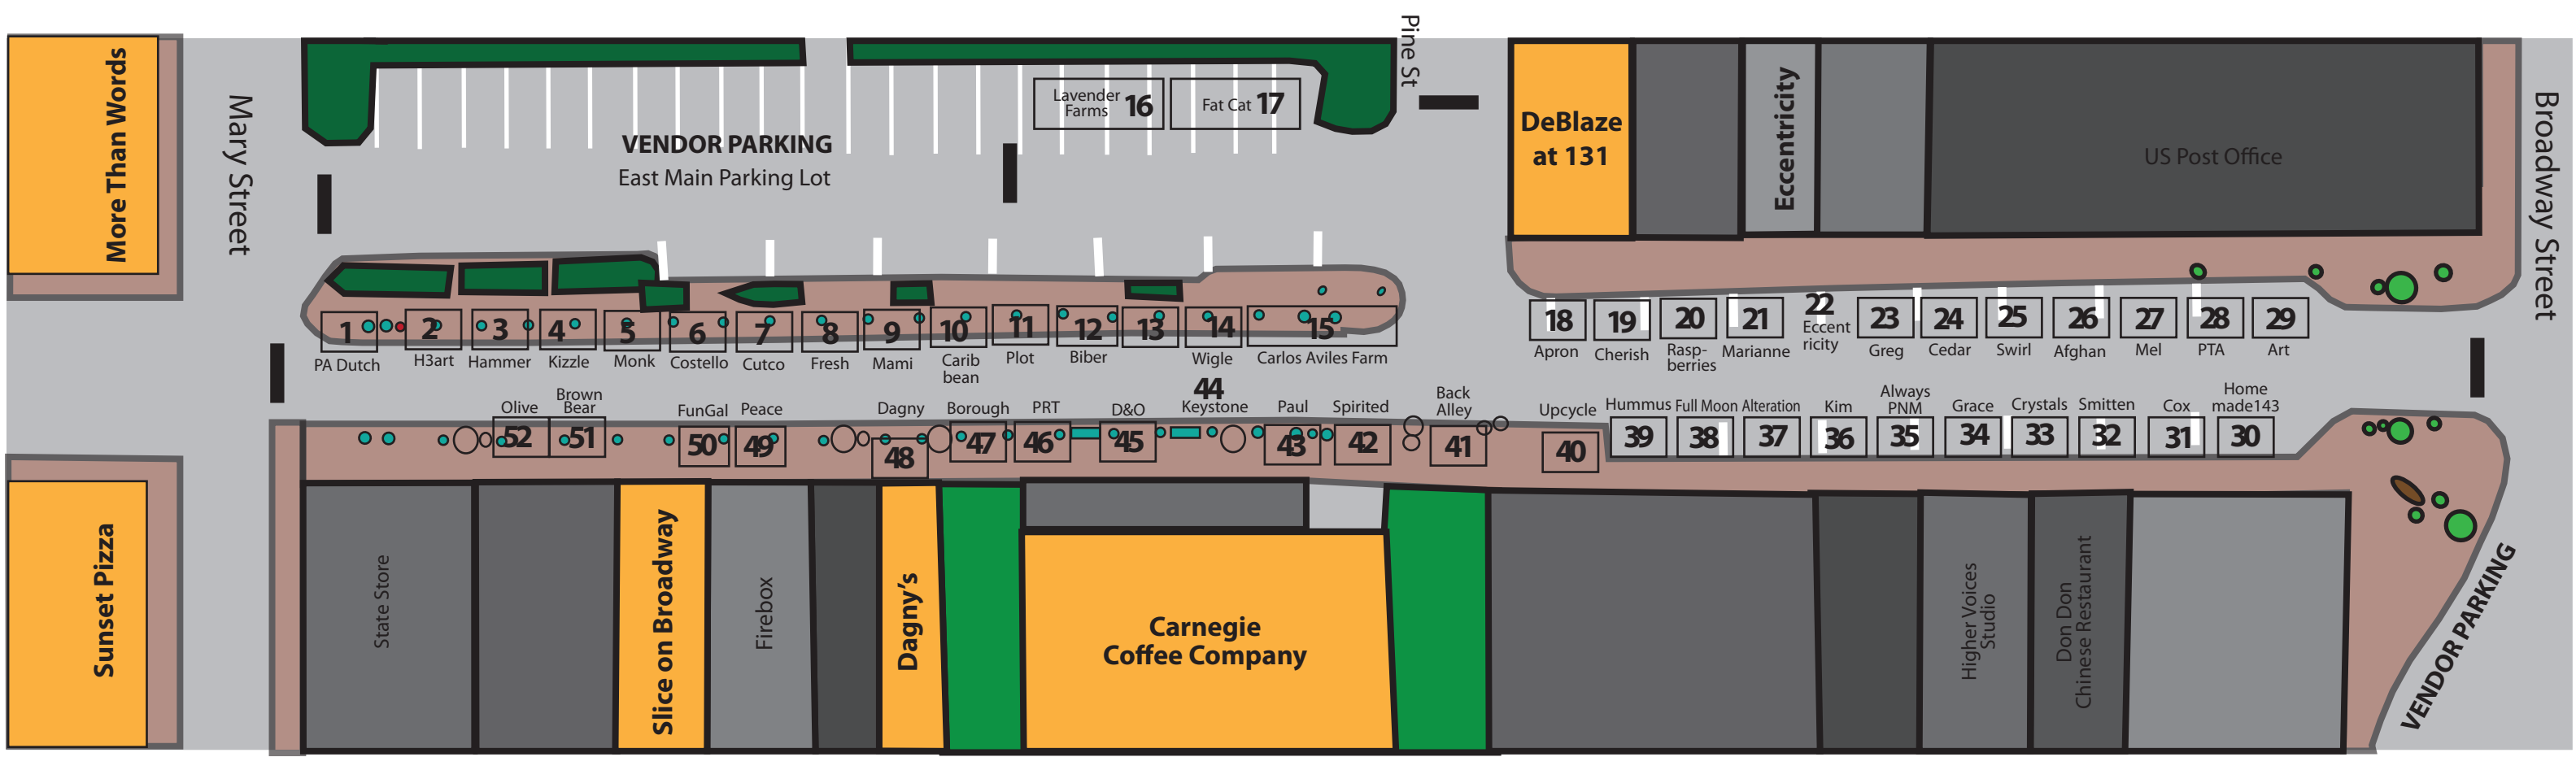 More Than Words
Mary Street
VENDOR PARKING
East Main Parking Lot
Lavender
Farms
16
Fat Cat 17
Pine St
DeBlaze
at 131
Eccentricity
US Post Office
Broadway Street
1
PA Dutch
2
H3art
3
Hammer
4
Kizzle
5
Monk
6
Costello
7
Cutco
8
Fresh
9
Mami
10
Carib
bean
11
Plot
12
Biber
13
14
Wigle
15
Carlos Aviles Farm
18
Apron
19
Cherish
20
Rasp-
berries
21
Marianne
22
Eccent
ricity
23
Greg
24
Cedar
25
Swirl
26
Afghan
27
Mel
28
PTA
29
Art
Olive
52
Brown
Bear
51
FunGal
50
Peace
49
Dagny
48
Borough
47
PRT
46
D&O
45
44
Keystone
Paul
43
Spirited
42
Back
Alley
41
Upcycle
40
Hummus
39
Full Moon
38
Alteration
37
Kim
36
Always
PNM
35
Grace
34
Crystals
33
Smitten
32
Cox
31
Home
made143
30
Sunset Pizza
State Store
Slice on Broadway
Firebox
Dagny's
Carnegie
Coffee Company
Higher Voices
Studio
Don Don
Chinese Restaurant
VENDOR PARKING